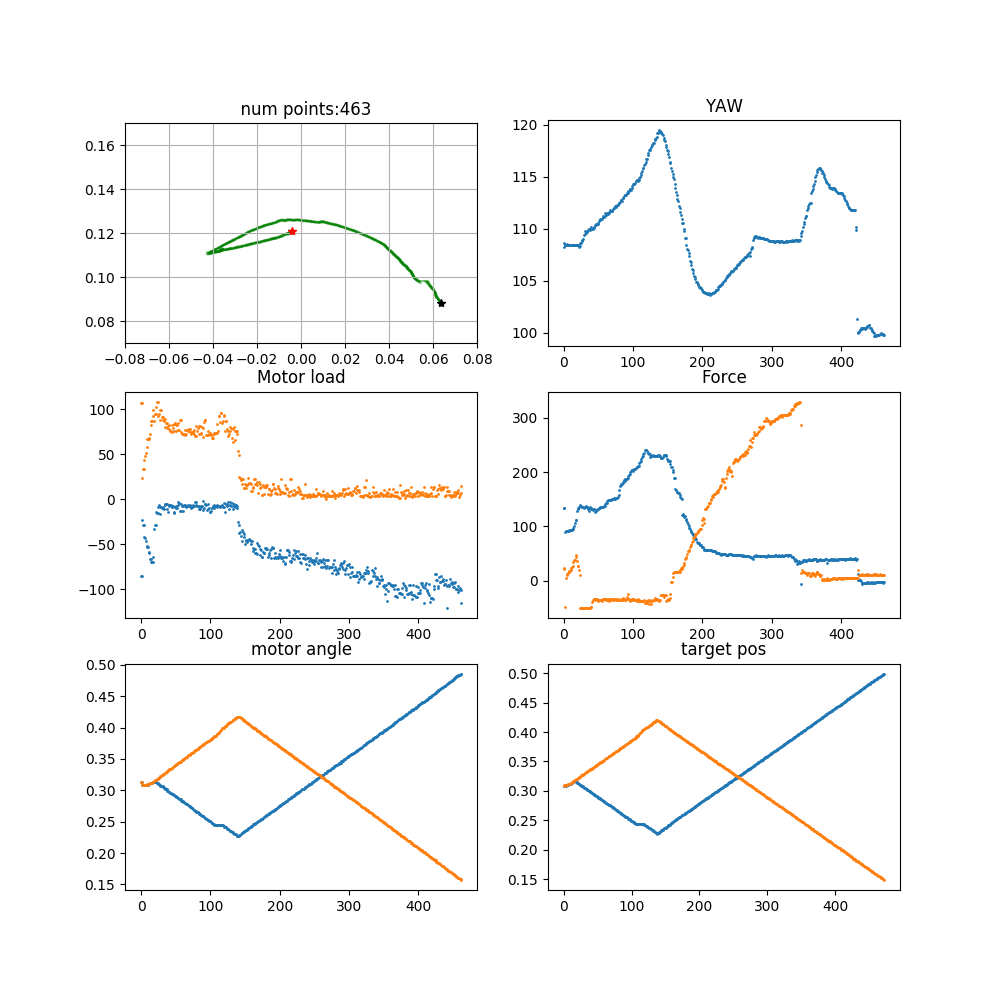 num points:463
0.16
0.14
0.12
0.10
0.08
−0.08 −0.06 −0.04 −0.02 0.00 0.02 0.04 0.06 0.08
YAW
120
115
110
105
100
0 100 200 300 400
Motor load
100
50
0
−50
−100
0 100 200 300 400
Force
300
200
100
0
0 100 200 300 400
motor angle
0.50
0.45
0.40
0.35
0.30
0.25
0.20
0.15
0 100 200 300 400
target pos
0.50
0.45
0.40
0.35
0.30
0.25
0.20
0.15
0 100 200 300 400